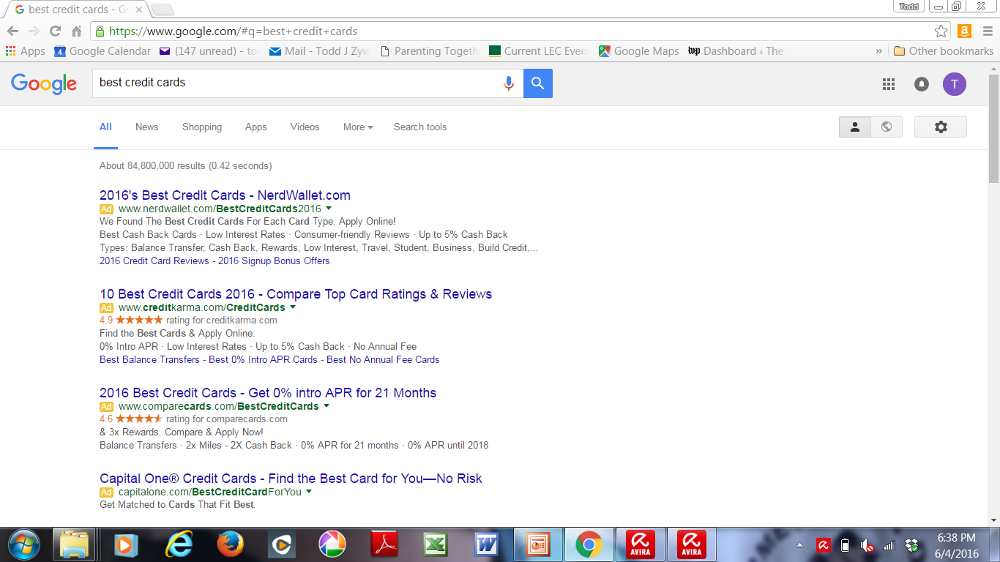 best credit cards - Go
Todd
https://www.google.com/#q=best+credit+cards
Apps
4 Google Calendar
(147 unread) - to
Mail - Todd J Zyw
Parenting Togeth
Current LEC Even
Google Maps
wp Dashboard ‹ The
»
Other bookmarks
Google
best credit cards
T
All News Shopping Apps Videos More Search tools
About 84,800,000 results (0.42 seconds)
2016's Best Credit Cards - NerdWallet.com
Ad www.nerdwallet.com/BestCreditCards2016
We Found The Best Credit Cards For Each Card Type. Apply Online!
Best Cash Back Cards · Low Interest Rates · Consumer-friendly Reviews · Up to 5% Cash Back
Types: Balance Transfer, Cash Back, Rewards, Low Interest, Travel, Student, Business, Build Credit,...
2016 Credit Card Reviews - 2016 Signup Bonus Offers
10 Best Credit Cards 2016 - Compare Top Card Ratings & Reviews
Ad www.creditkarma.com/CreditCards
4.9 ★★★★★ rating for creditkarma.com
Find the Best Cards & Apply Online.
0% Intro APR · Low Interest Rates · Up to 5% Cash Back · No Annual Fee
Best Balance Transfers - Best 0% Intro APR Cards - Best No Annual Fee Cards
2016 Best Credit Cards - Get 0% intro APR for 21 Months
Ad www.comparecards.com/BestCreditCards
4.6 ★★★★★ rating for comparecards.com
& 3x Rewards. Compare & Apply Now!
Balance Transfers · 2x Miles - 2X Cash Back · 0% APR for 21 months · 0% APR until 2018
Capital One® Credit Cards - Find the Best Card for You—No Risk
Ad capitalone.com/BestCreditCardForYou
Get Matched to Cards That Fit Best.
AVIRA
AVIRA
6:38 PM
6/4/2016